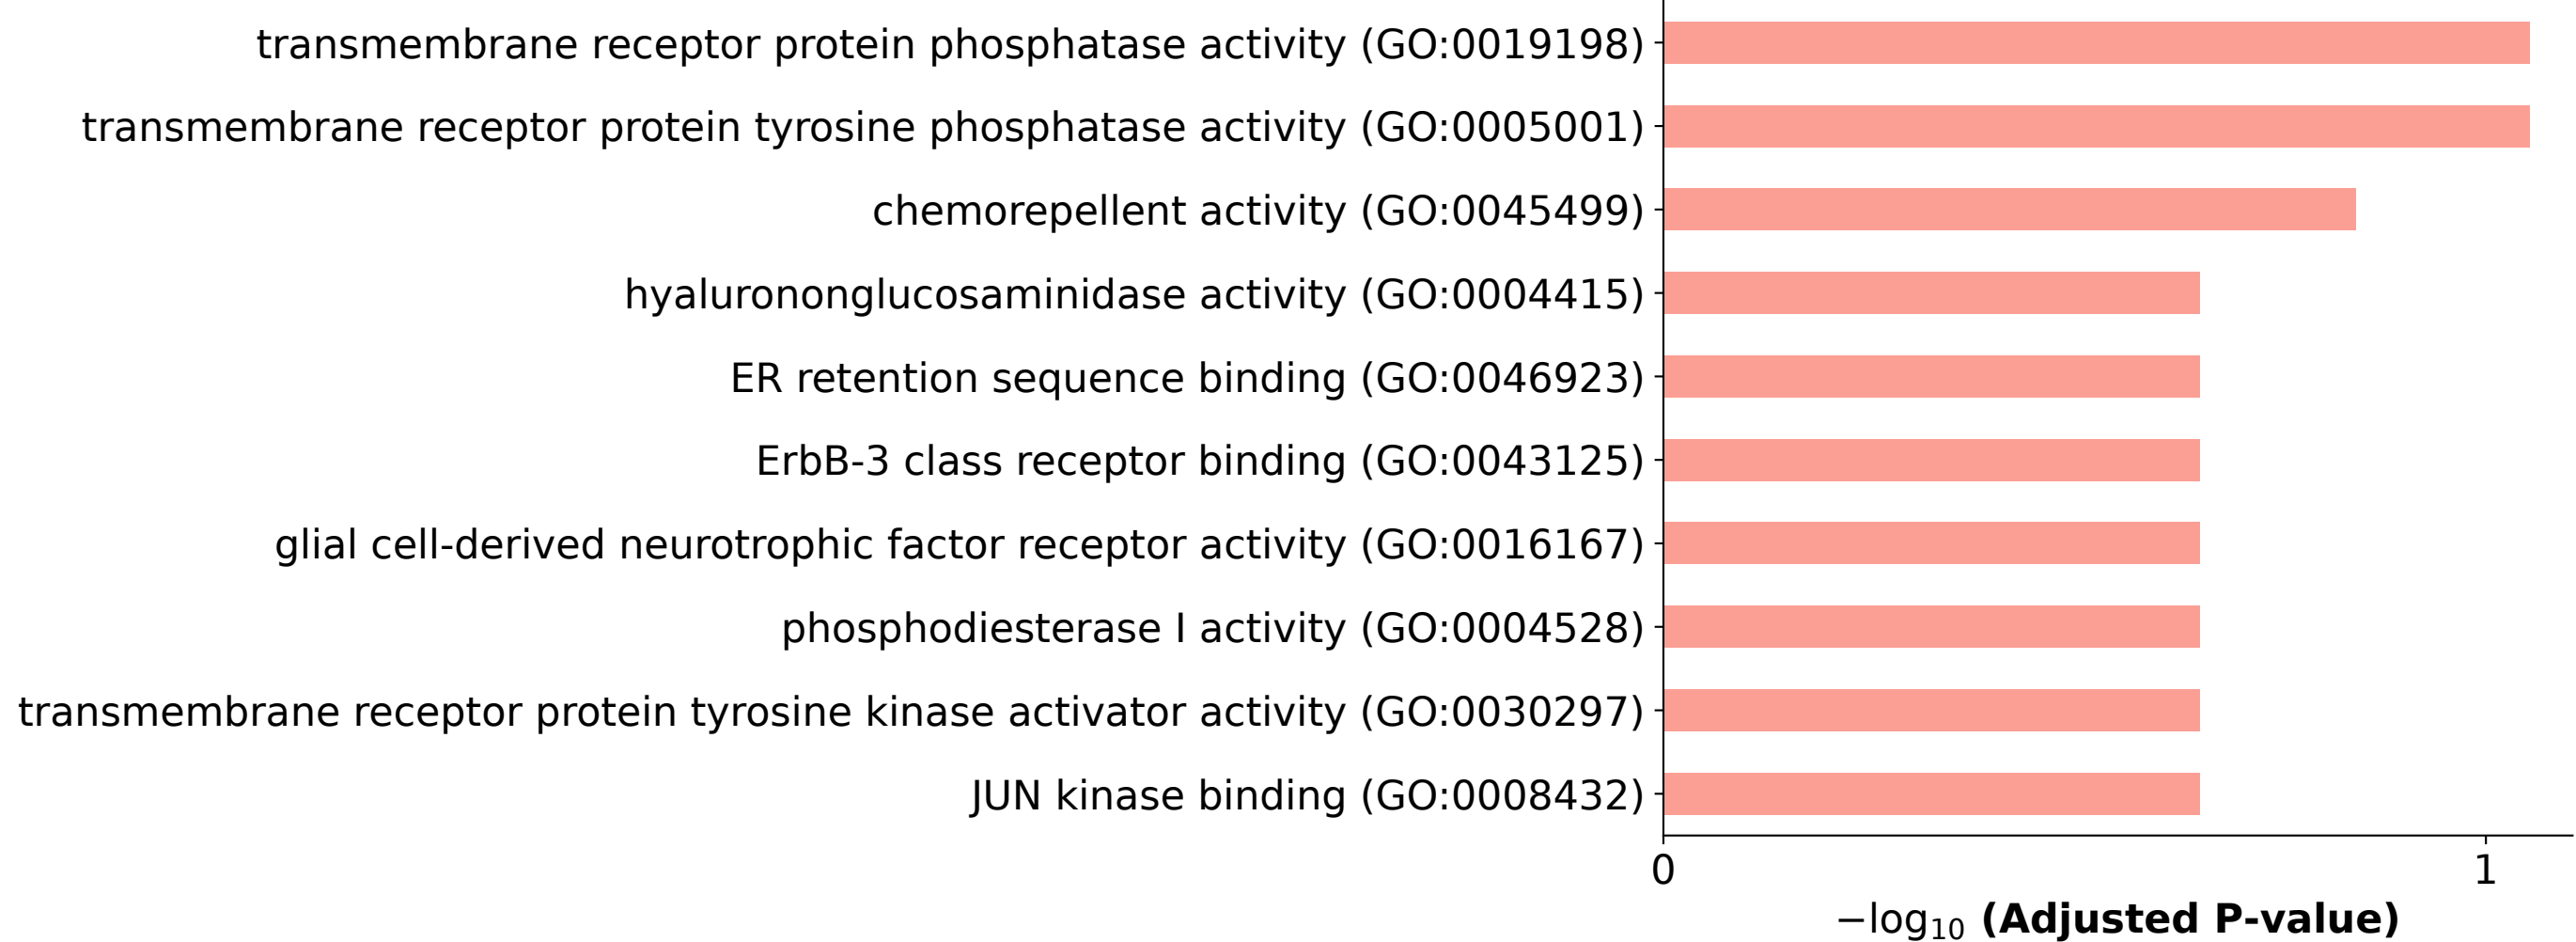 transmembrane receptor protein phosphatase activity (GO:0019198)
transmembrane receptor protein tyrosine phosphatase activity (GO:0005001)
chemorepellent activity (GO:0045499)
hyalurononglucosaminidase activity (GO:0004415)
ER retention sequence binding (GO:0046923)
ErbB-3 class receptor binding (GO:0043125)
glial cell-derived neurotrophic factor receptor activity (GO:0016167)
phosphodiesterase I activity (GO:0004528)
transmembrane receptor protein tyrosine kinase activator activity (GO:0030297)
JUN kinase binding (GO:0008432)
0 1
−log₁₀ (Adjusted P-value)